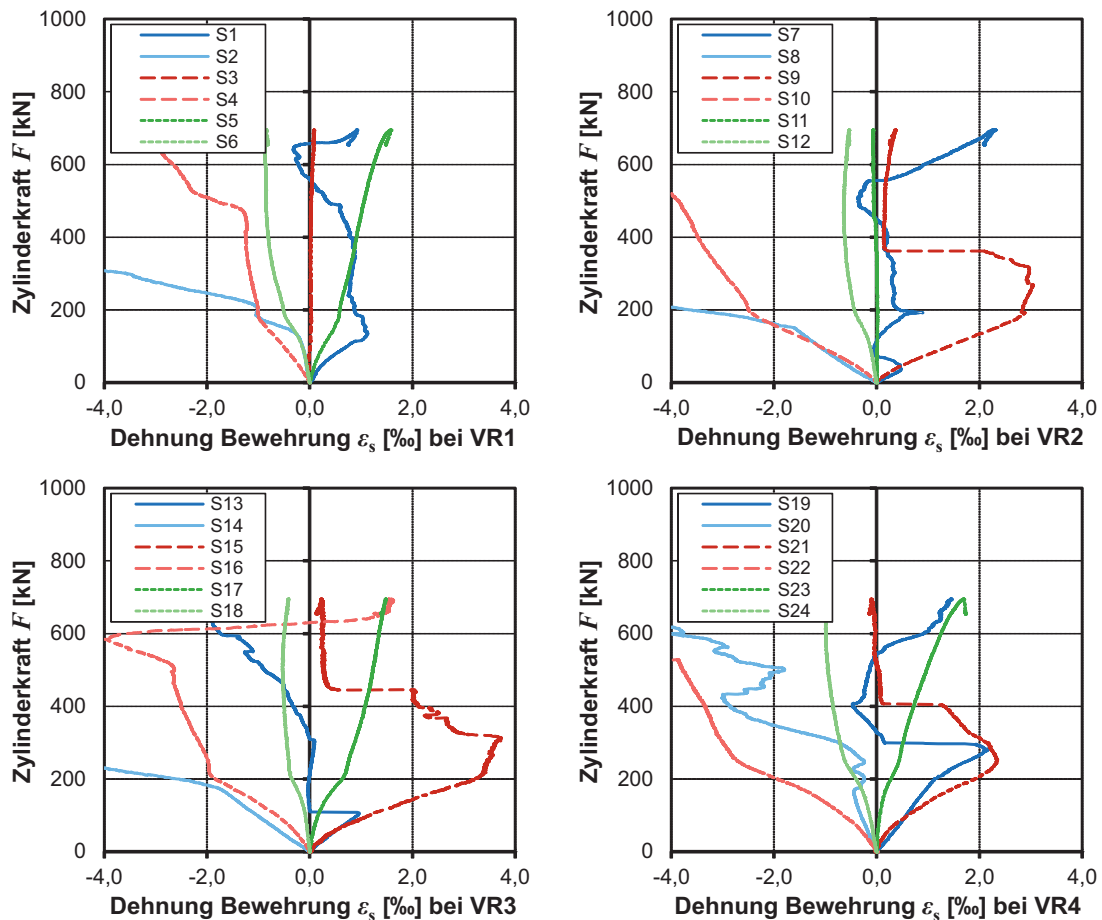 Zylinderkraft F [kN]
1000
800
600
400
200
0
S1
S2
S3
S4
S5
S6
-4,0 -2,0 0,0 2,0 4,0
Dehnung Bewehrung εs [‰] bei VR1
Zylinderkraft F [kN]
1000
800
600
400
200
0
S7
S8
S9
S10
S11
S12
-4,0 -2,0 0,0 2,0 4,0
Dehnung Bewehrung εs [‰] bei VR2
Zylinderkraft F [kN]
1000
800
600
400
200
0
S13
S14
S15
S16
S17
S18
-4,0 -2,0 0,0 2,0 4,0
Dehnung Bewehrung εs [‰] bei VR3
Zylinderkraft F [kN]
1000
800
600
400
200
0
S19
S20
S21
S22
S23
S24
-4,0 -2,0 0,0 2,0 4,0
Dehnung Bewehrung εs [‰] bei VR4